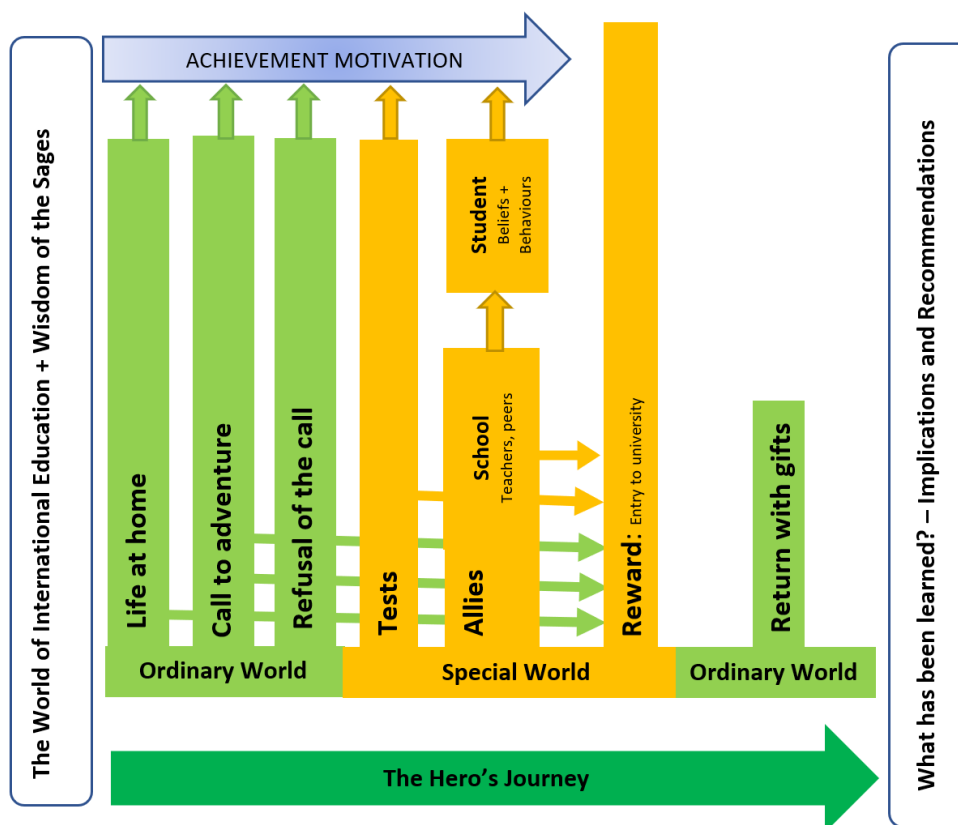 The World of International Education + Wisdom of the Sages
ACHIEVEMENT MOTIVATION
Life at home
Call to adventure
Refusal of the call
Tests
Student
Beliefs +
Behaviours
School
Teachers, peers
Allies
Reward: Entry to university
Return with gifts
Ordinary World
Special World
Ordinary World
The Hero’s Journey
What has been learned? – Implications and Recommendations